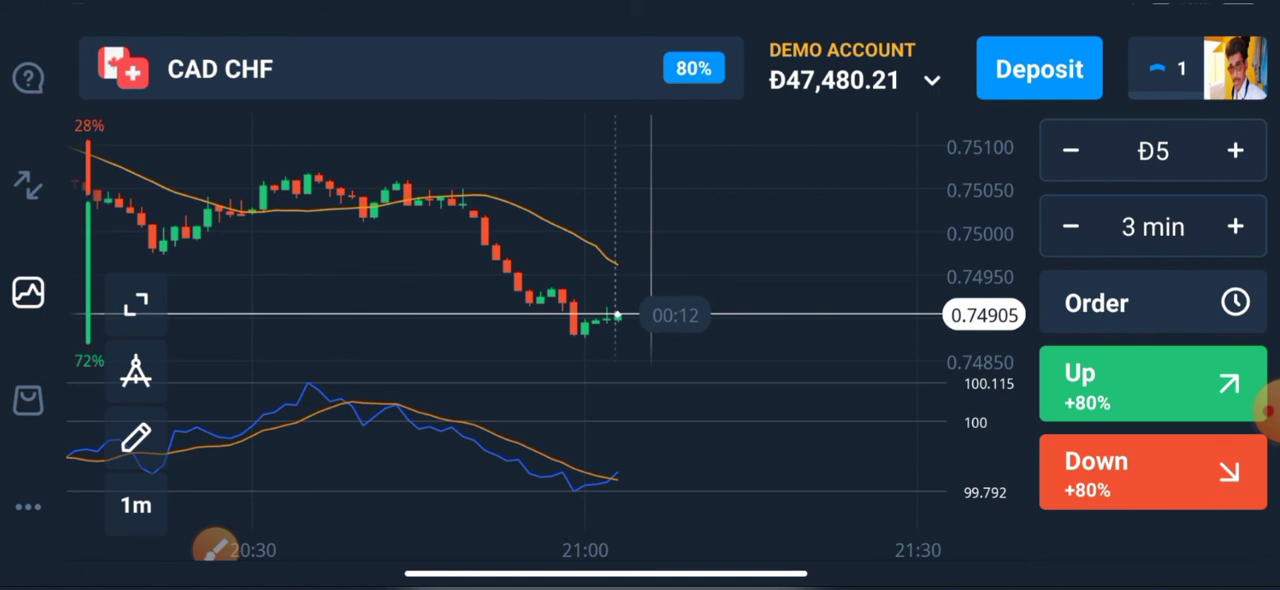 CAD CHF
80%
DEMO ACCOUNT
Đ47,480.21
Deposit
1
28%
72%
0.75100
0.75050
0.75000
0.74950
0.74905
0.74850
00:12
100.115
100
99.792
1m
20:30
21:00
21:30
Đ5
3 min
Order
Up
+80%
Down
+80%